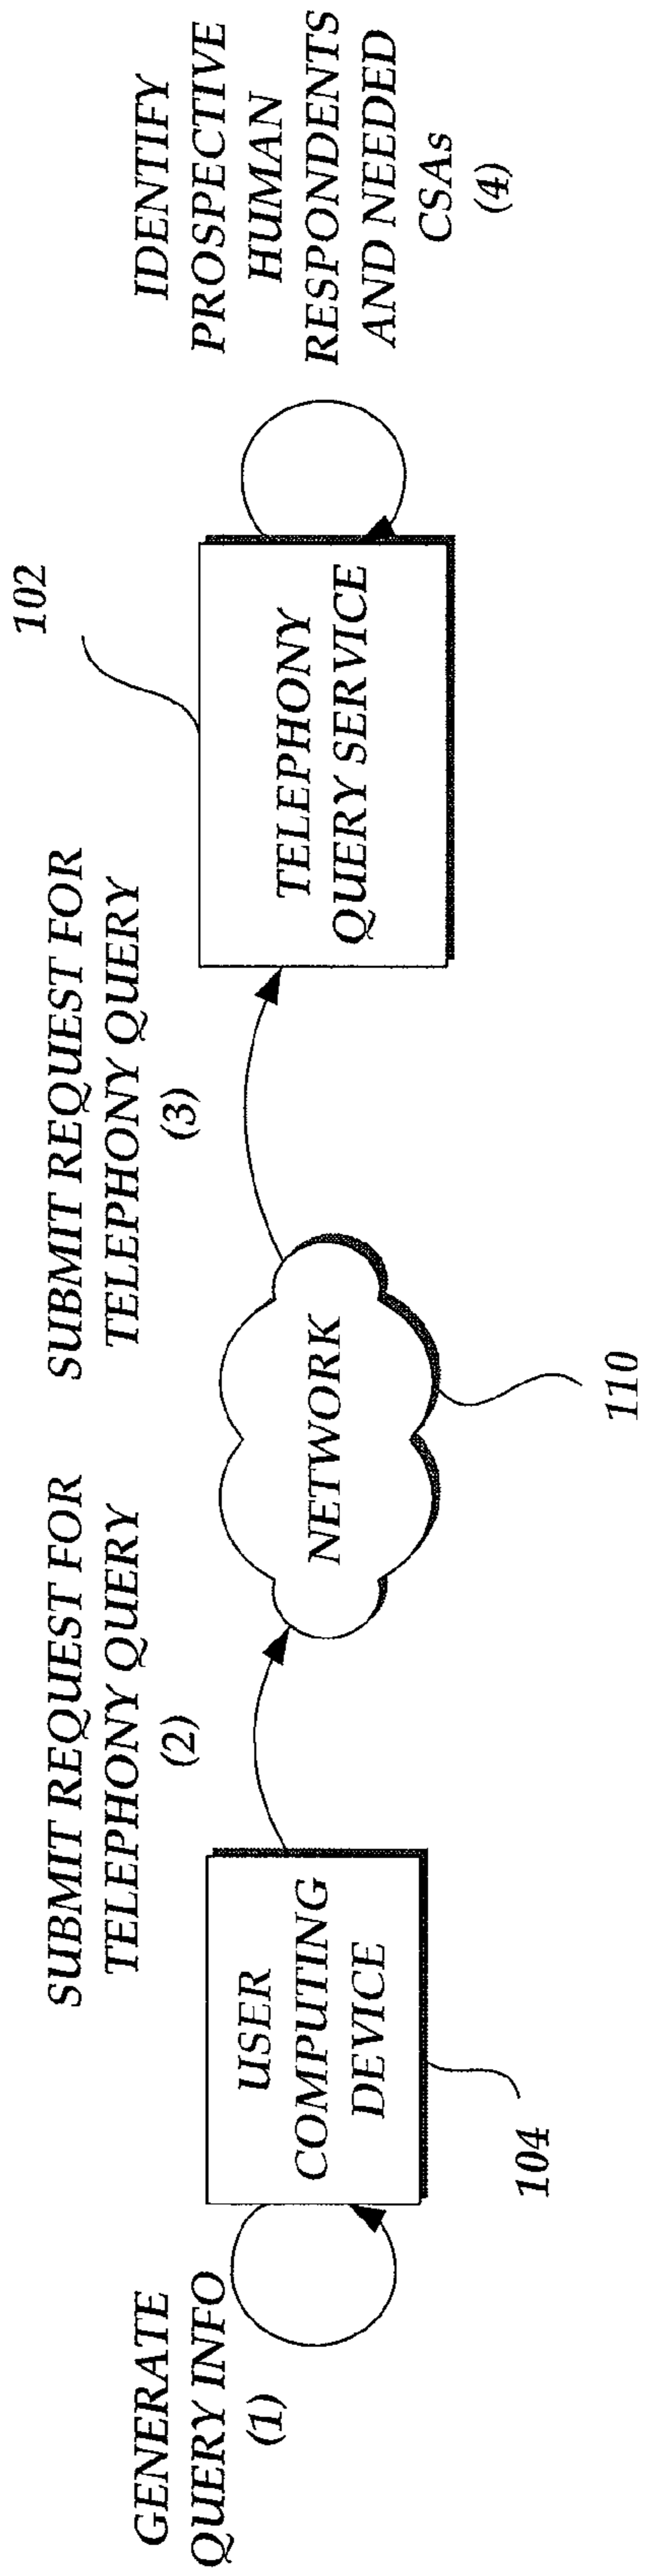 GENERATE
QUERY INFO
(1)
USER
COMPUTING
DEVICE
104
SUBMIT REQUEST FOR
TELEPHONY QUERY
(2)
NETWORK
110
SUBMIT REQUEST FOR
TELEPHONY QUERY
(3)
102
TELEPHONY
QUERY SERVICE
IDENTIFY
PROSPECTIVE
HUMAN
RESPONDENTS
AND NEEDED
CSAs
(4)